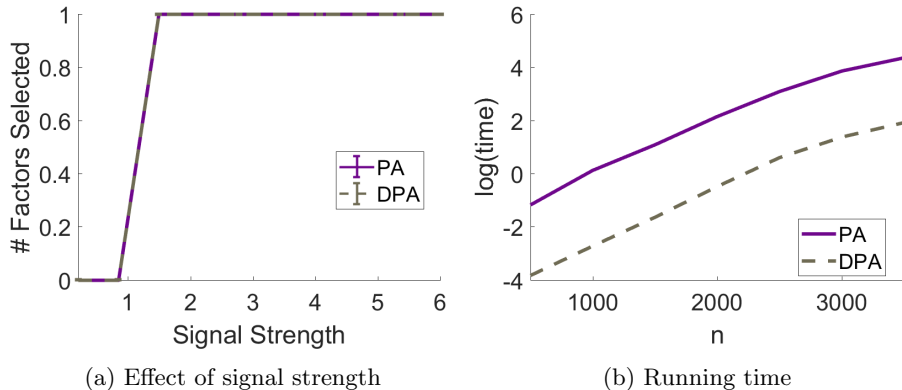 # Factors Selected
1
0.8
0.6
0.4
0.2
0
1 2 3 4 5 6
Signal Strength
PA
DPA
(a) Effect of signal strength
log(time)
6
4
2
0
-2
-4
1000 2000 3000
n
PA
DPA
(b) Running time